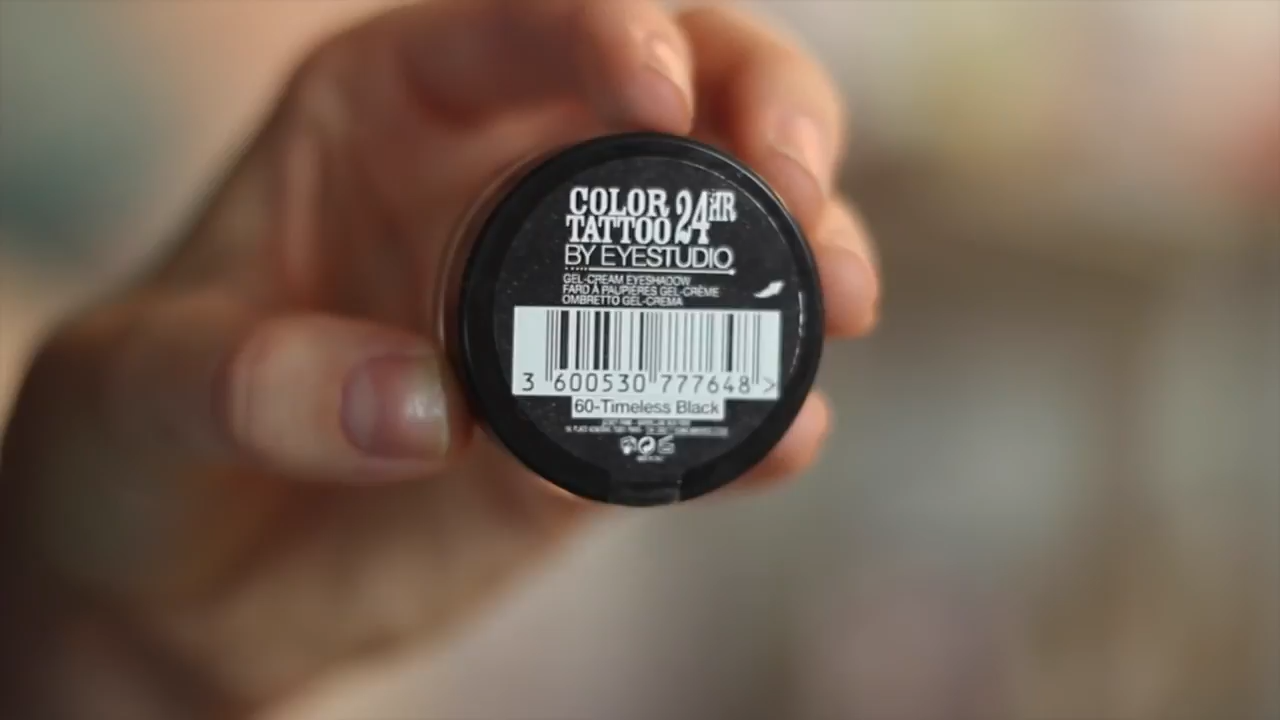 COLOR 24HR
TATTOO
BY EYESTUDIO
GEL-CREAM EYESHADOW
FARD À PAUPIÈRES GEL-CRÈME
OMBRETTO GEL-CREMA
3 600530 777648 >
60-Timeless Black